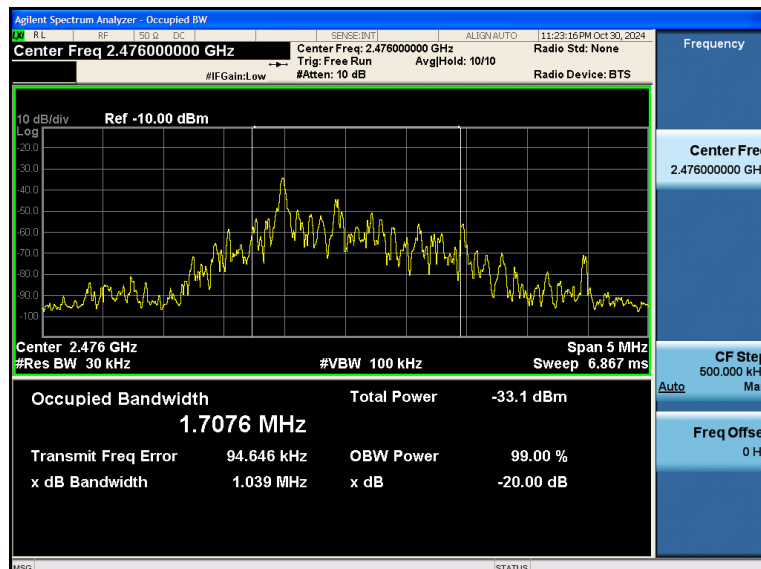 Agilent Spectrum Analyzer - Occupied BW
LXI RL RF 50 Ω DC SENSE:INT ALIGN AUTO 11:23:16 PM Oct 30, 2024
Center Freq 2.476000000 GHz
Center Freq: 2.476000000 GHz
Radio Std: None
Trig: Free Run Avg|Hold: 10/10
#IFGain:Low
#Atten: 10 dB
Radio Device: BTS
Frequency
10 dB/div Ref -10.00 dBm
Log
-20.0
-30.0
-40.0
-50.0
-60.0
-70.0
-80.0
-90.0
-100
Center 2.476 GHz Span 5 MHz
#Res BW 30 kHz #VBW 100 kHz Sweep 6.867 ms
Occupied Bandwidth
1.7076 MHz
Total Power -33.1 dBm
Transmit Freq Error 94.646 kHz OBW Power 99.00 %
x dB Bandwidth 1.039 MHz x dB -20.00 dB
Center Fre
2.476000000 GH
CF Step
500.000 kH
Auto Ma
Freq Offse
0 H
MSG STATUS